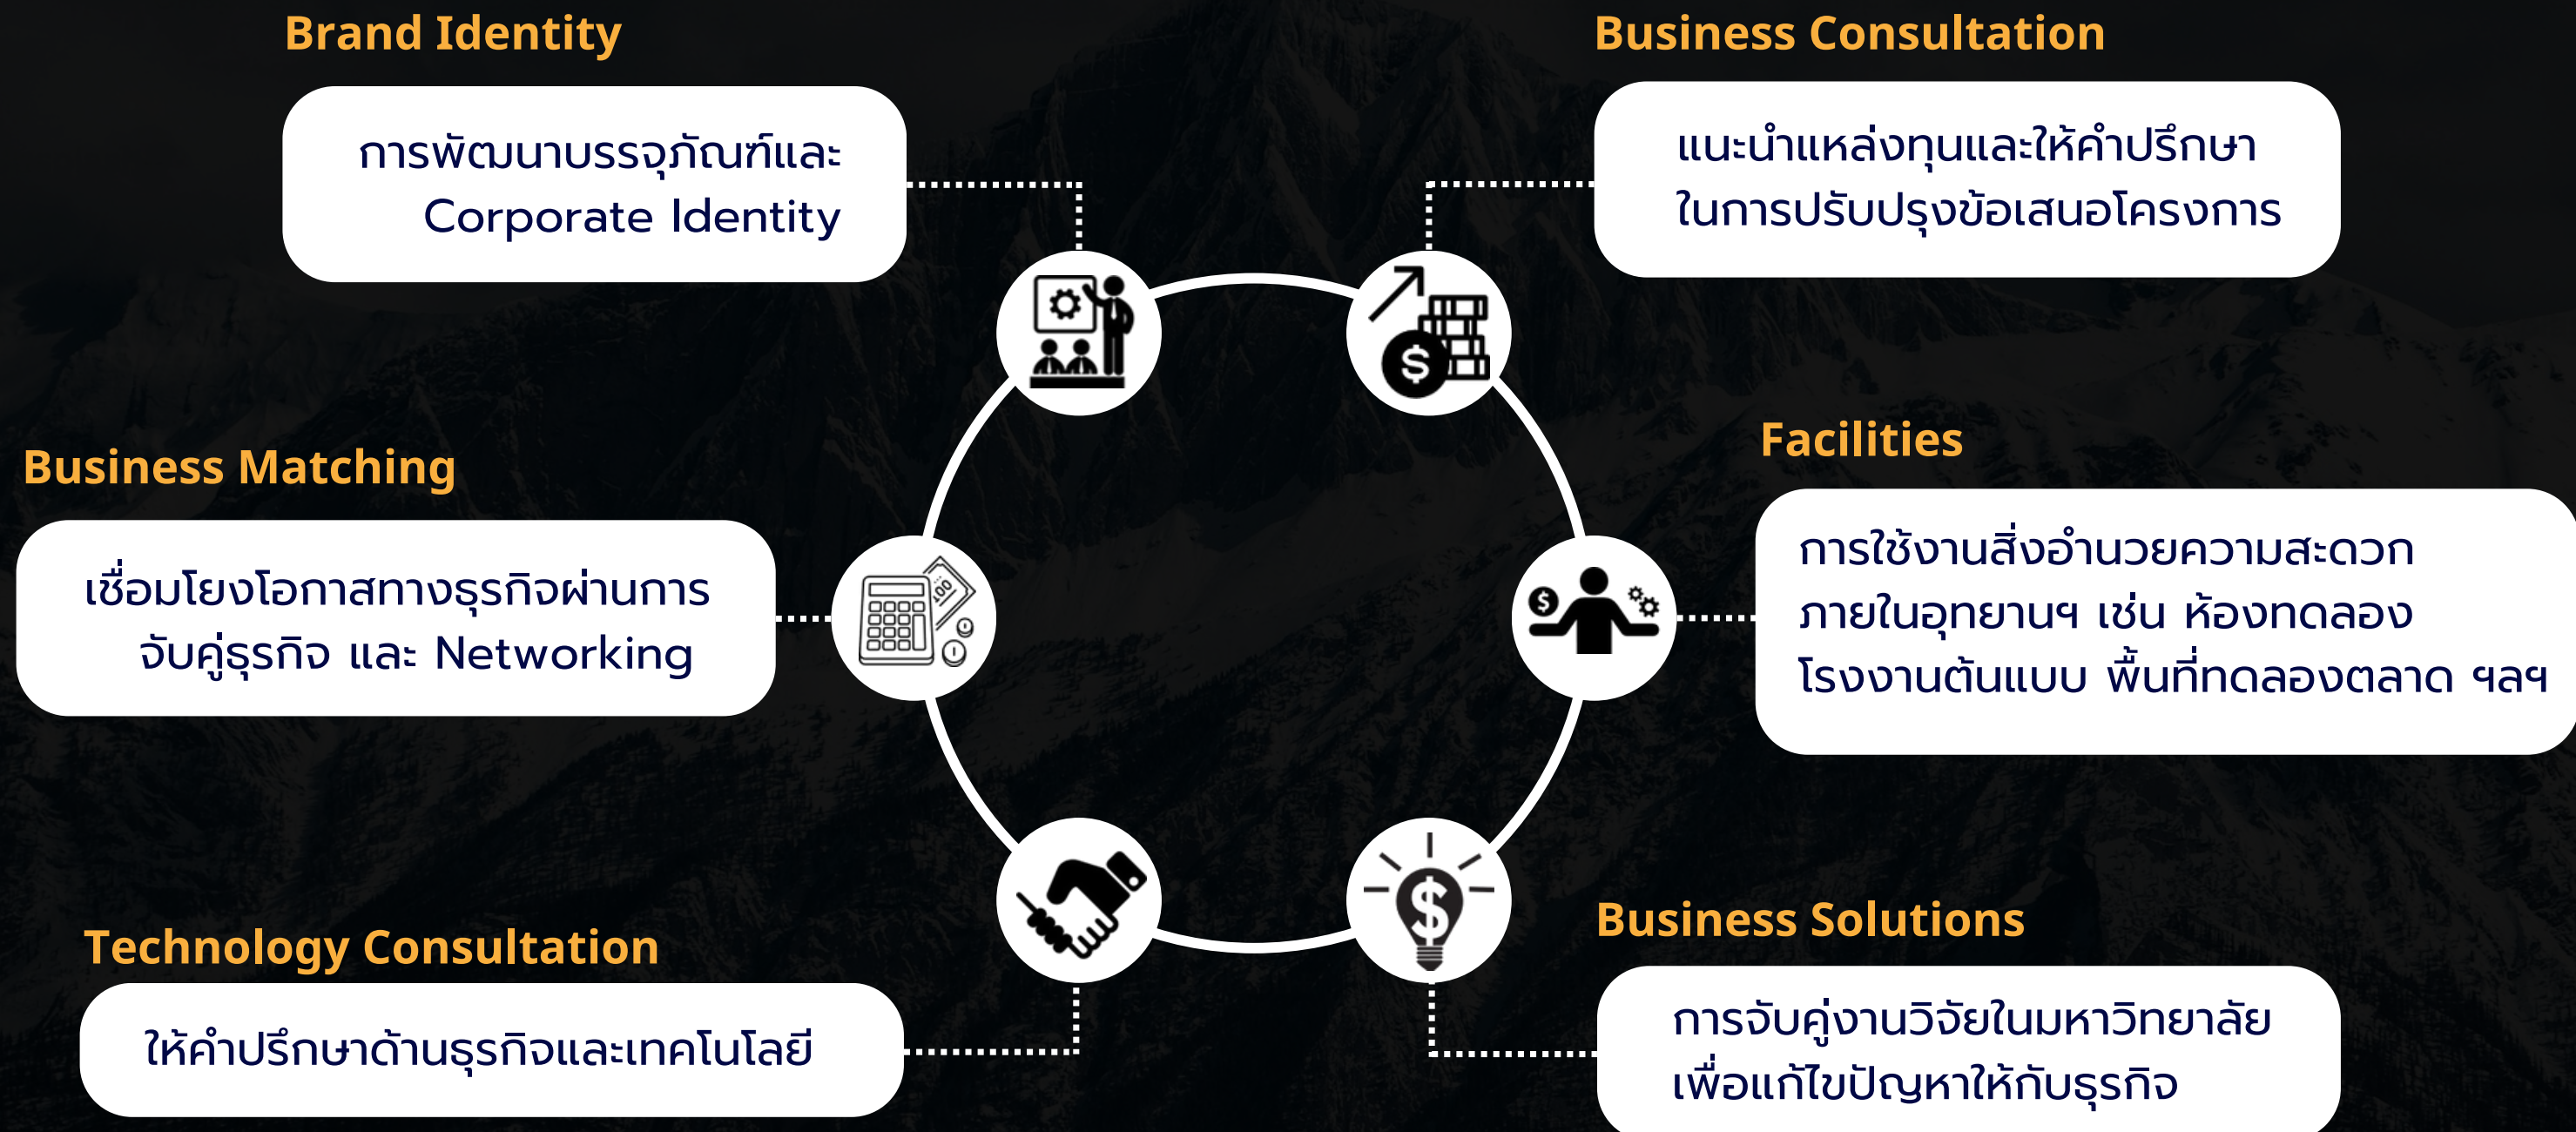 Brand Identity
การพัฒนาบรรจุภัณฑ์และ
Corporate Identity
Business Consultation
แนะนำแหล่งทุนและให้คำปรึกษา
ในการปรับปรุงข้อเสนอโครงการ
Business Matching
เชื่อมโยงโอกาสทางธุรกิจผ่านการ
จับคู่ธุรกิจ และ Networking
Facilities
การใช้งานสิ่งอำนวยความสะดวก
ภายในอุทยานฯ เช่น ห้องทดลอง
โรงงานต้นแบบ พื้นที่ทดลองตลาด ฯลฯ
Technology Consultation
ให้คำปรึกษาด้านธุรกิจและเทคโนโลยี
Business Solutions
การจับคู่งานวิจัยในมหาวิทยาลัย
เพื่อแก้ไขปัญหาให้กับธุรกิจ